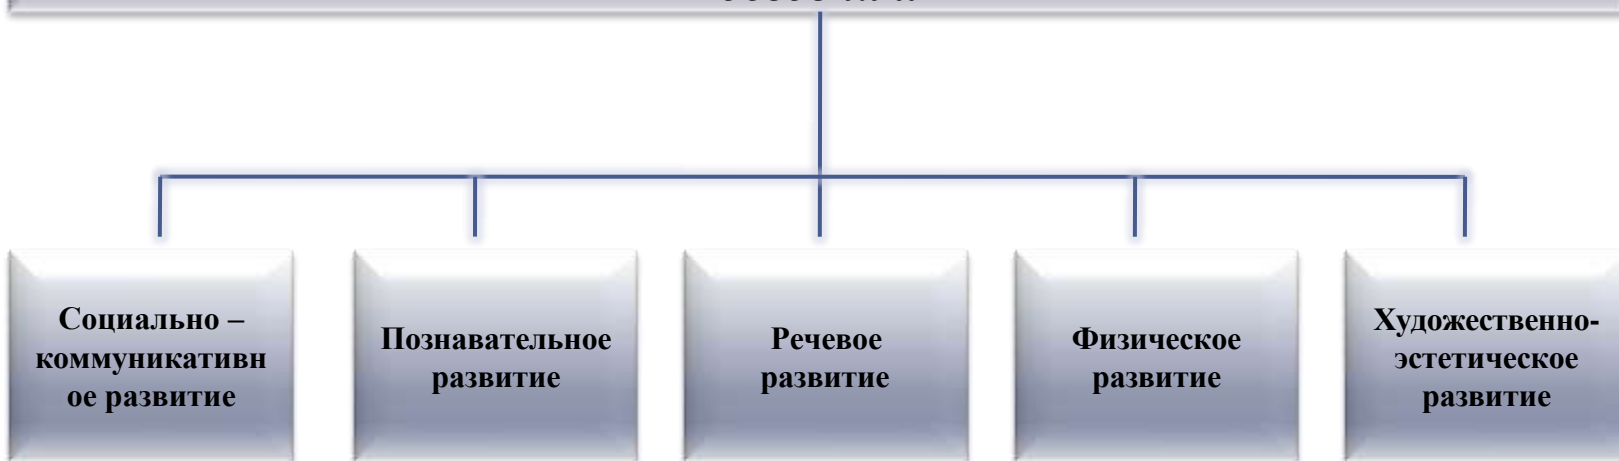 Социально –
коммуникативн
ое развитие
Познавательное
развитие
Речевое
развитие
Физическое
развитие
Художественно-
эстетическое
развитие